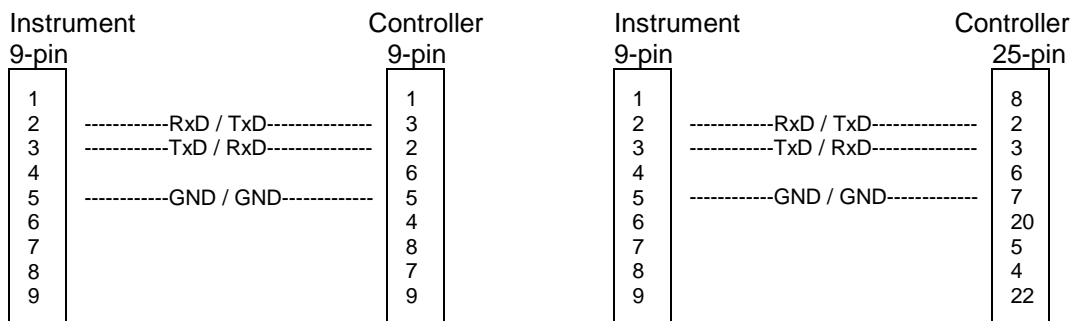 Instrument Controller Instrument Controller
9-pin 9-pin 9-pin 25-pin
1 1 1 8
2 ------------RxD / TxD--------------- 3 2 ------------RxD / TxD--------------- 2
3 ------------TxD / RxD--------------- 2 3 ------------TxD / RxD--------------- 3
4 6 4 6
5 ------------GND / GND------------- 5 5 ------------GND / GND------------- 7
6 4 6 20
7 8 7 5
8 7 8 4
9 9 9 22